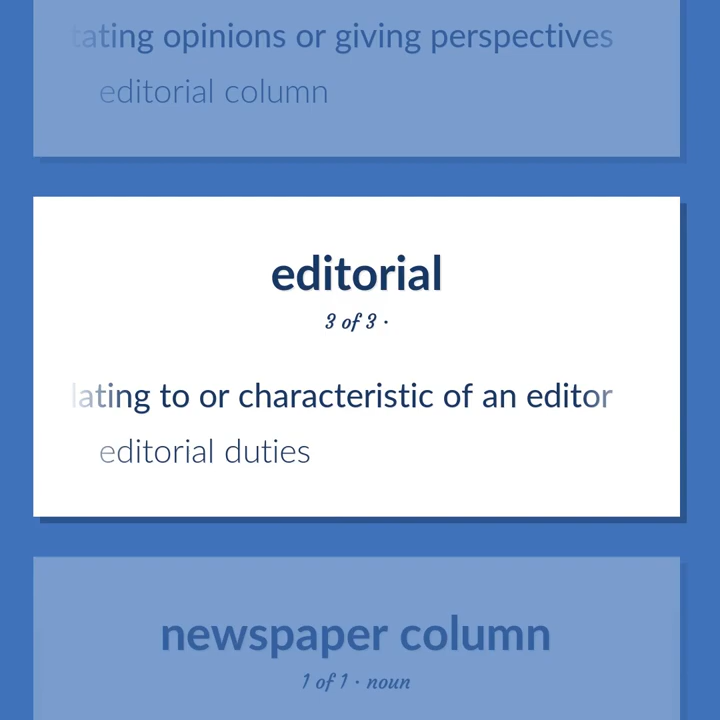 tating opinions or giving perspectives
editorial column
editorial
3 of 3 ·
lating to or characteristic of an editor
editorial duties
newspaper column
1 of 1 · noun